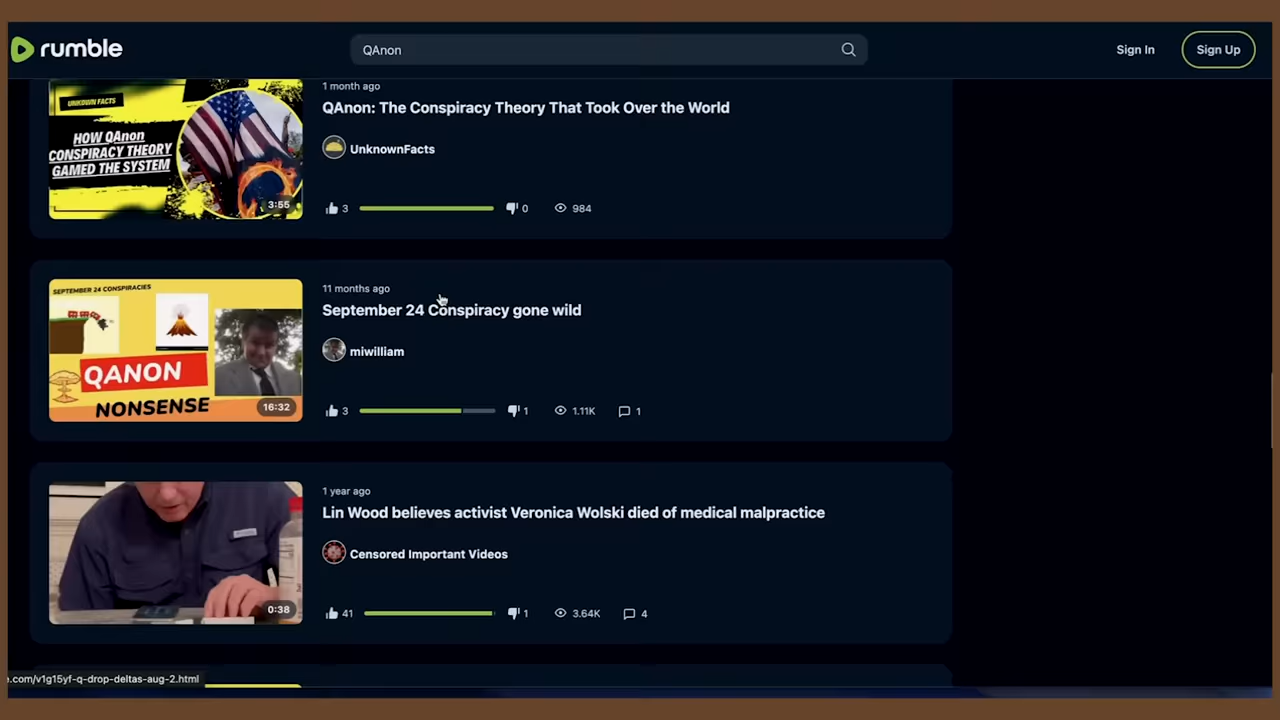 rumble
QAnon
Sign In
Sign Up
UNKNOWN FACTS
HOW QAnon
CONSPIRACY THEORY
GAMED THE SYSTEM
3:55
1 month ago
QAnon: The Conspiracy Theory That Took Over the World
UnknownFacts
3
0
984
SEPTEMBER 24 CONSPIRACIES
QANON
NONSENSE
16:32
11 months ago
September 24 Conspiracy gone wild
miwilliam
3
1
1.11K
1
0:38
1 year ago
Lin Wood believes activist Veronica Wolski died of medical malpractice
Censored Important Videos
41
1
3.64K
4
e.com/v1g15yf-q-drop-deltas-aug-2.html